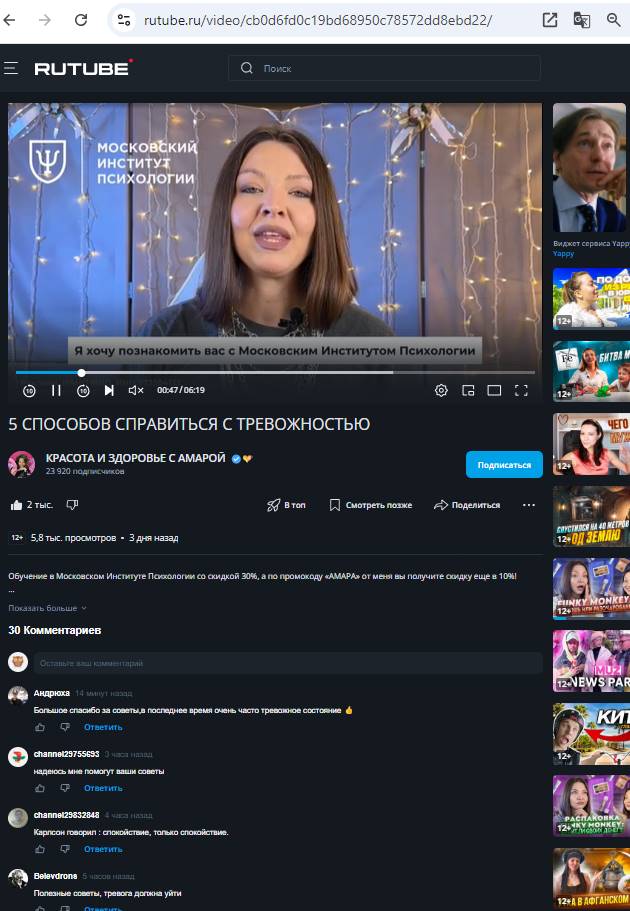 rutube.ru/video/cb0d6fd0c19bd68950c78572dd8ebd22/
RUTUBE
Поиск
МОСКОВСКИЙ
ИНСТИТУТ
ПСИХОЛОГИИ
Я хочу познакомить вас с Московским Институтом Психологии
10
10
00:47 / 06:19
5 СПОСОБОВ СПРАВИТЬСЯ С ТРЕВОЖНОСТЬЮ
КРАСОТА И ЗДОРОВЬЕ С АМАРОЙ
23 920 подписчиков
Подписаться
2 тыс.
В топ
Смотреть позже
Поделиться
12+ 5,8 тыс. просмотров • 3 дня назад
Обучение в Московском Институте Психологии со скидкой 30%, а по промокоду «АМАРА» от меня вы получите скидку еще в 10%!
...
Показать больше
30 Комментариев
Оставьте ваш комментарий
Андрюха 14 минут назад
Большое спасибо за советы,в последнее время очень часто тревожное состояние 👍
Ответить
channel29755693 3 часа назад
надеюсь мне помогут ваши советы
Ответить
channel29832848 4 часа назад
Карлсон говорил : спокойствие, только спокойствие.
Ответить
Belevdrons 5 часов назад
Полезные советы, тревога должна уйти
Ответить
Виджет сервиса Yappy
Yappy
12+
12+
БИТВА
12+
ЧЕГО
12+
СПУСТИЛСЯ НА 40 МЕТРОВ
ПОД ЗЕМЛЮ
12+
FUNKY MONKEY
12+
MUZ
NEWS
12+
КИТ
12+
РАСПАКОВКА
MONKEY:
12+
В АФГАНСКОМ
12+